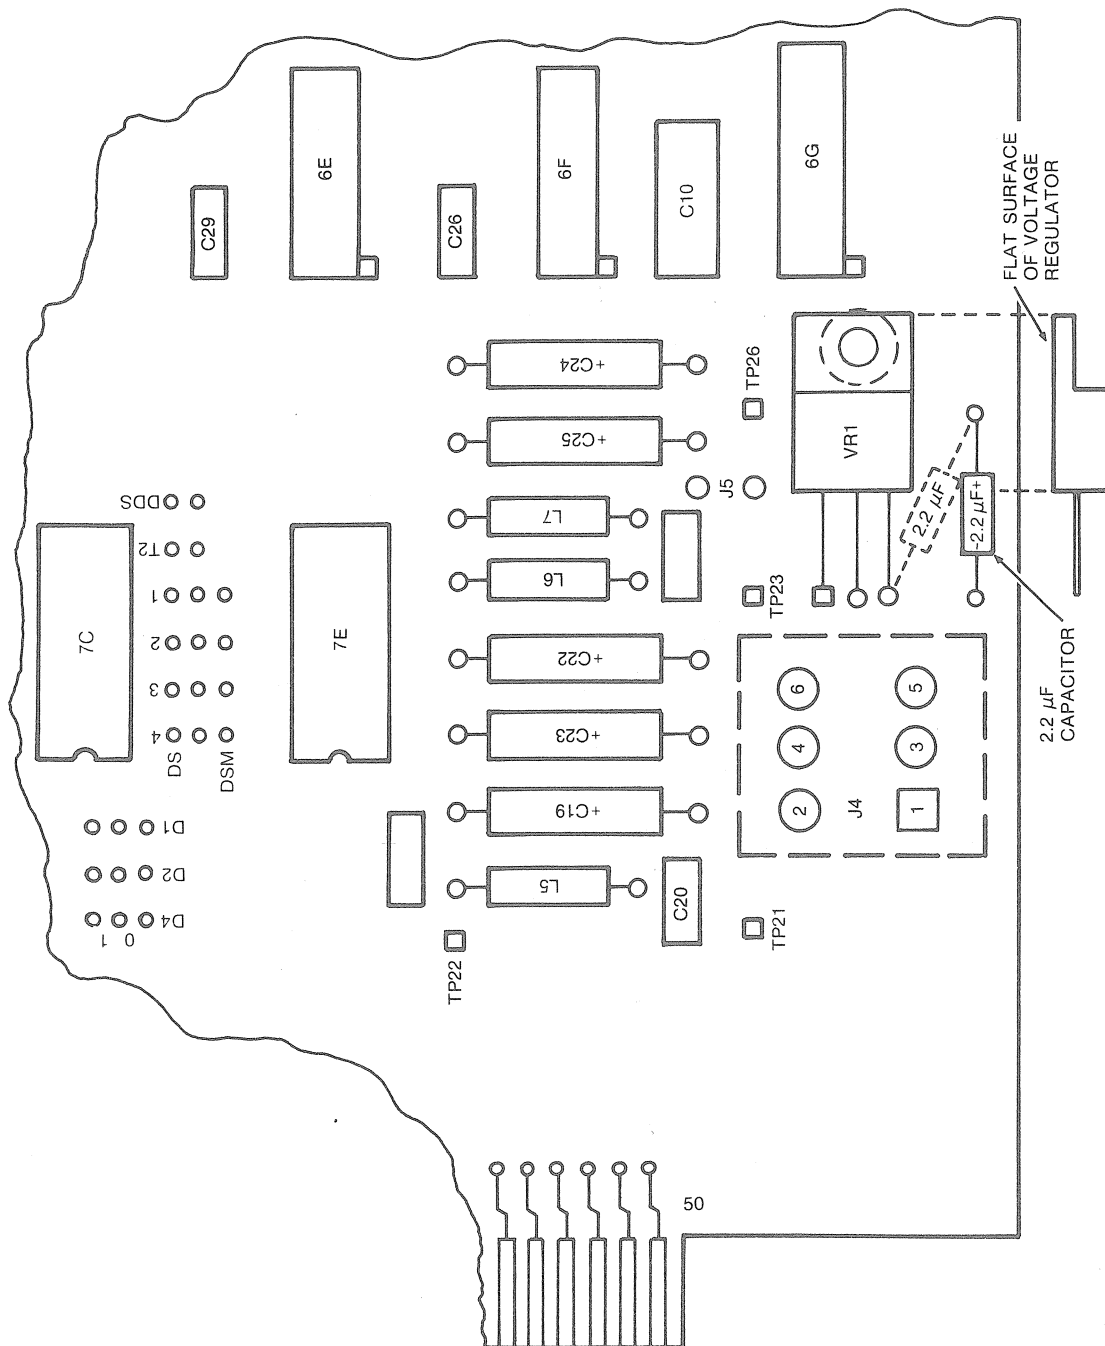 6E
6F
6G
C10
C29
C26
FLAT SURFACE
OF VOLTAGE
REGULATOR
+C24
+C25
TP26
VR1
J5
DDS
T2
1
2
3
4
DS
DSM
7C
7E
L7
L6
2.2 µF
-2.2 µF+
TP23
+C22
+C23
+C19
L5
C20
6
5
4
3
2
1
J4
2.2 µF
CAPACITOR
D1
D2
D4
1 0
TP22
TP21
50